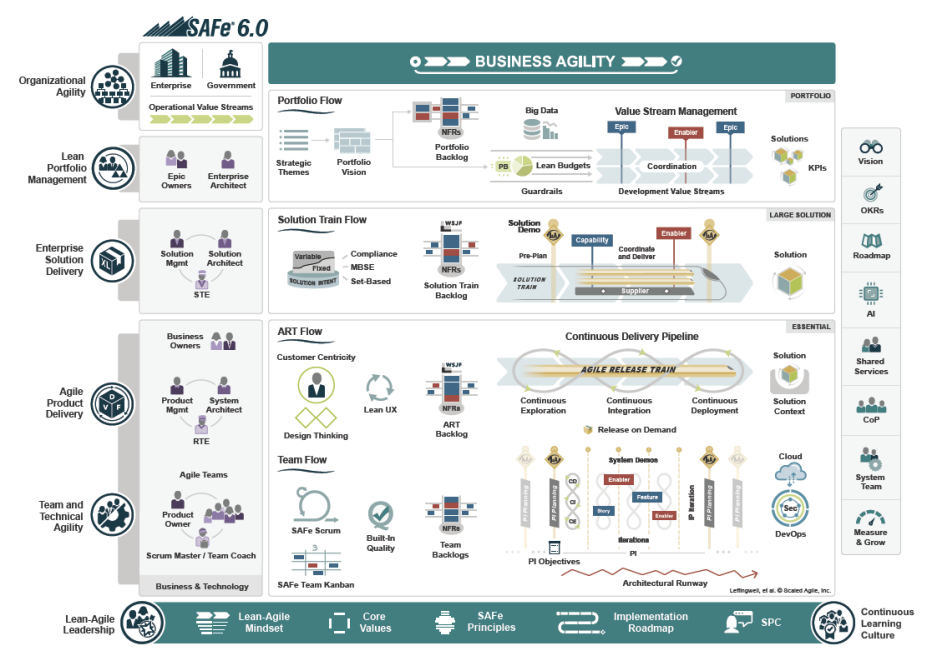 SAFe® 6.0
BUSINESS AGILITY
Organizational
Agility
Enterprise
Government
Operational Value Streams
PORTFOLIO
Portfolio Flow
Strategic
Themes
Portfolio
Vision
NFRs
Portfolio
Backlog
Big Data
PB
Lean Budgets
Guardrails
Value Stream Management
Epic
Enabler
Epic
Coordination
Development Value Streams
Solutions
KPIs
Lean
Portfolio
Management
Epic
Owners
Enterprise
Architect
LARGE SOLUTION
Enterprise
Solution
Delivery
XL
Solution
Mgmt
Solution
Architect
STE
Solution Train Flow
Variable
Fixed
SOLUTION INTENT
Compliance
MBSE
Set-Based
WSJF
NFRs
Solution Train
Backlog
Solution
Demo
Pre-Plan
SOLUTION
TRAIN
Capability
Coordinate
and Deliver
Enabler
Supplier
Solution
ESSENTIAL
Agile
Product
Delivery
D
V F
Business
Owners
Product
Mgmt
System
Architect
RTE
ART Flow
Customer Centricity
Design Thinking
Lean UX
WSJF
NFRs
ART
Backlog
Continuous Delivery Pipeline
AGILE RELEASE TRAIN
Continuous
Exploration
Continuous
Integration
Continuous
Deployment
Release on Demand
Solution
Solution
Context
Team and
Technical
Agility
Agile Teams
Product
Owner
Scrum Master / Team Coach
Business & Technology
Team Flow
SAFe Scrum
3
SAFe Team Kanban
Built-In
Quality
NFRs
Team
Backlogs
System Demos
PI Planning
PI Planning
CD
CI
CE
Enabler
Story
Feature
Enabler
Iterations
IP Iteration
PI Planning
PI Planning
PI
PI Objectives
Architectural Runway
Cloud
Sec
DevOps
Leffingwell, et al. © Scaled Agile, Inc.
Vision
OKRs
Roadmap
AI
Shared
Services
CoP
System
Team
Measure
& Grow
Lean-Agile
Leadership
Lean-Agile
Mindset
Core
Values
SAFe
Principles
Implementation
Roadmap
SPC
Continuous
Learning
Culture